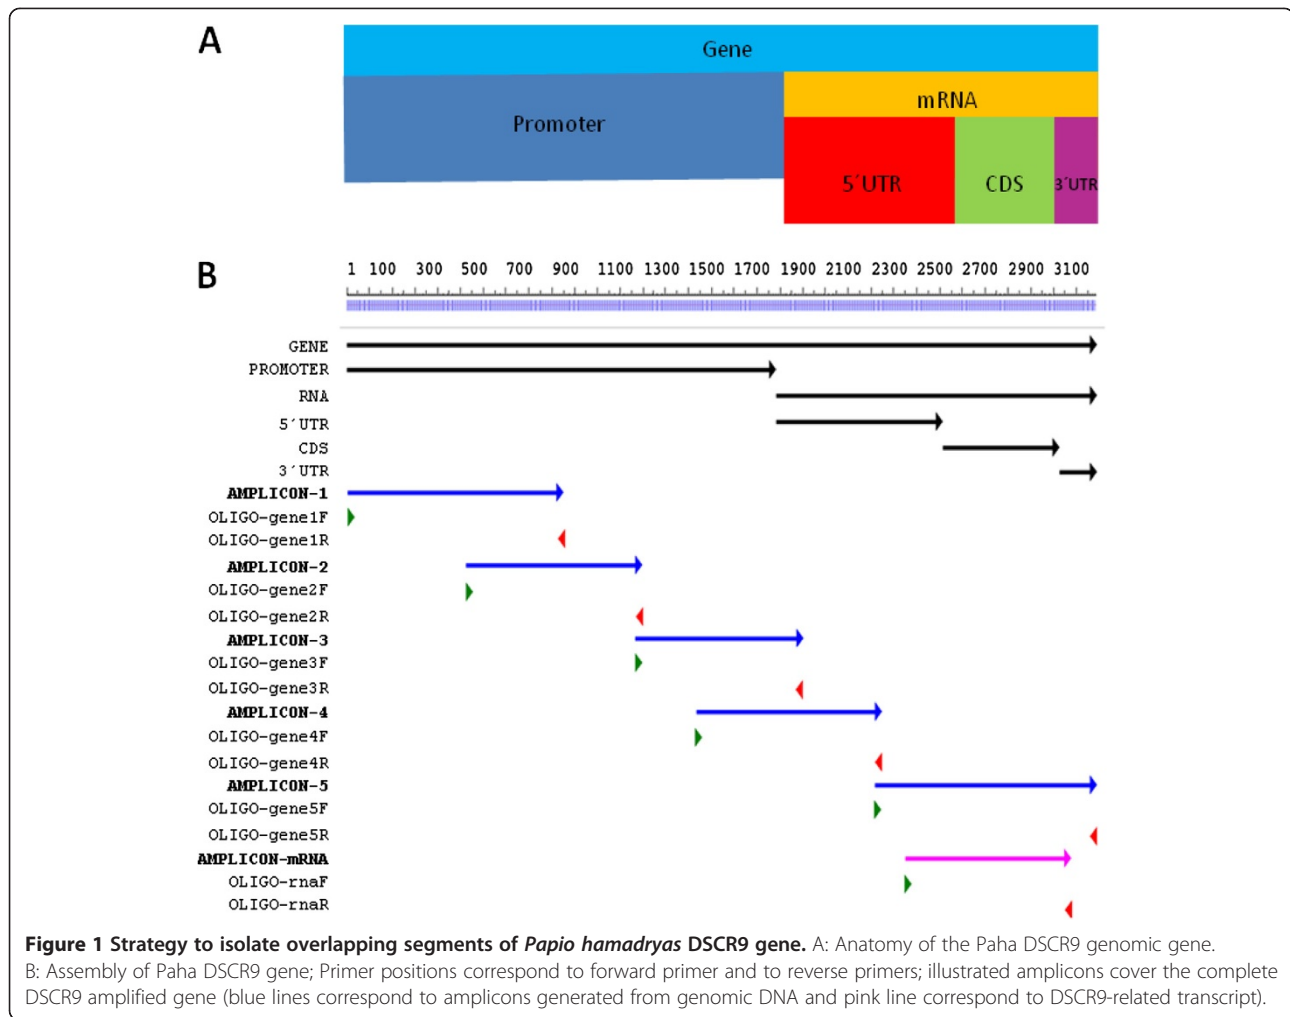 A
Gene
Promoter
mRNA
5´UTR
CDS
3´UTR
B
1 100 300 500 700 900 1100 1300 1500 1700 1900 2100 2300 2500 2700 2900 3100
GENE
PROMOTER
RNA
5´UTR
CDS
3´UTR
AMPLICON-1
OLIGO-gene1F
OLIGO-gene1R
AMPLICON-2
OLIGO-gene2F
OLIGO-gene2R
AMPLICON-3
OLIGO-gene3F
OLIGO-gene3R
AMPLICON-4
OLIGO-gene4F
OLIGO-gene4R
AMPLICON-5
OLIGO-gene5F
OLIGO-gene5R
AMPLICON-mRNA
OLIGO-rnaF
OLIGO-rnaR
Figure 1 Strategy to isolate overlapping segments of Papio hamadryas DSCR9 gene. A: Anatomy of the Paha DSCR9 genomic gene.
B: Assembly of Paha DSCR9 gene; Primer positions correspond to forward primer and to reverse primers; illustrated amplicons cover the complete
DSCR9 amplified gene (blue lines correspond to amplicons generated from genomic DNA and pink line correspond to DSCR9-related transcript).